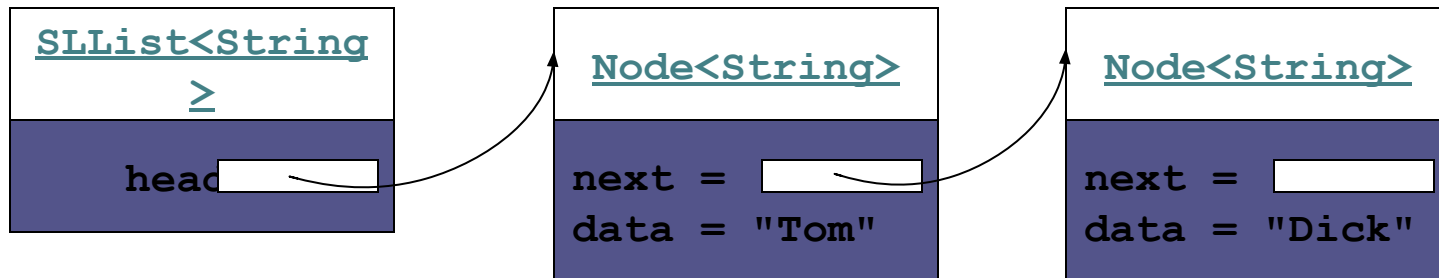 SLList<String
>
head
next =
data = "Tom"
Node<String>
next =
data = "Dick"
Node<String>